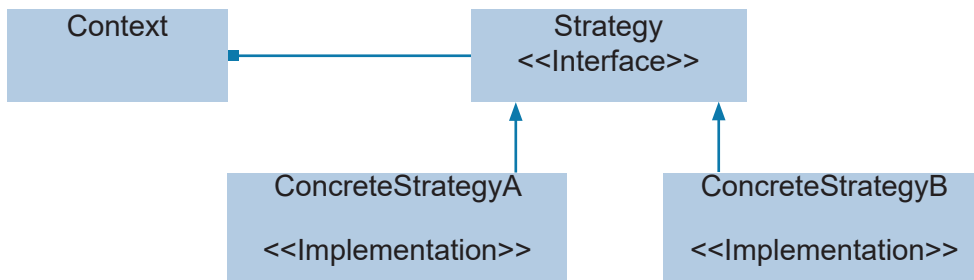 Context
Strategy
<<Interface>>
ConcreteStrategyA
<<Implementation>>
ConcreteStrategyB
<<Implementation>>